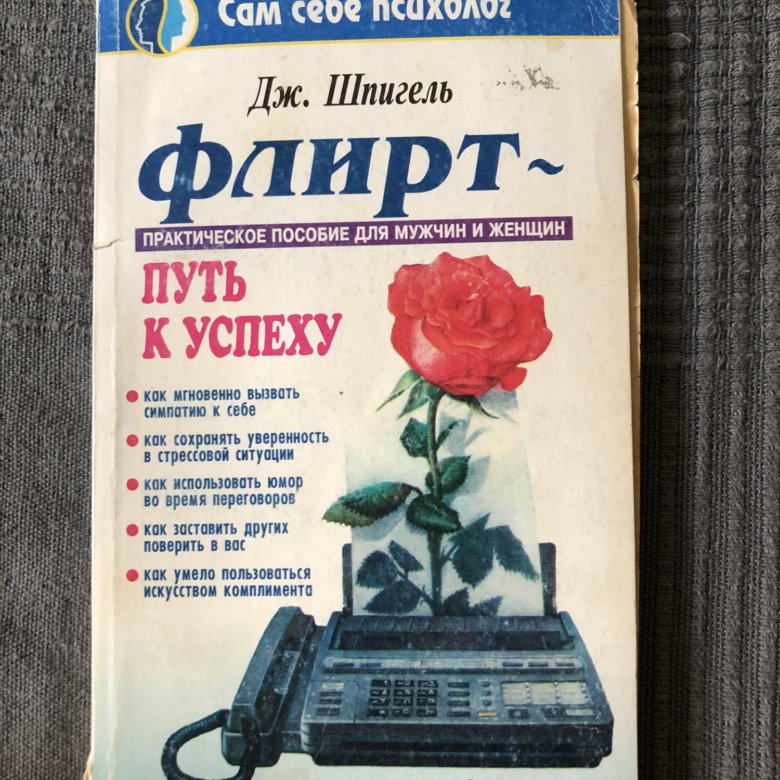 Сам себе психолог
Дж. Шпигель
флирт~
ПРАКТИЧЕСКОЕ ПОСОБИЕ ДЛЯ МУЖЧИН И ЖЕНЩИН
ПУТЬ
К УСПЕХУ
• как мгновенно вызвать
симпатию к себе
• как сохранять уверенность
в стрессовой ситуации
• как использовать юмор
во время переговоров
• как заставить других
поверить в вас
• как умело пользоваться
искусством комплимента